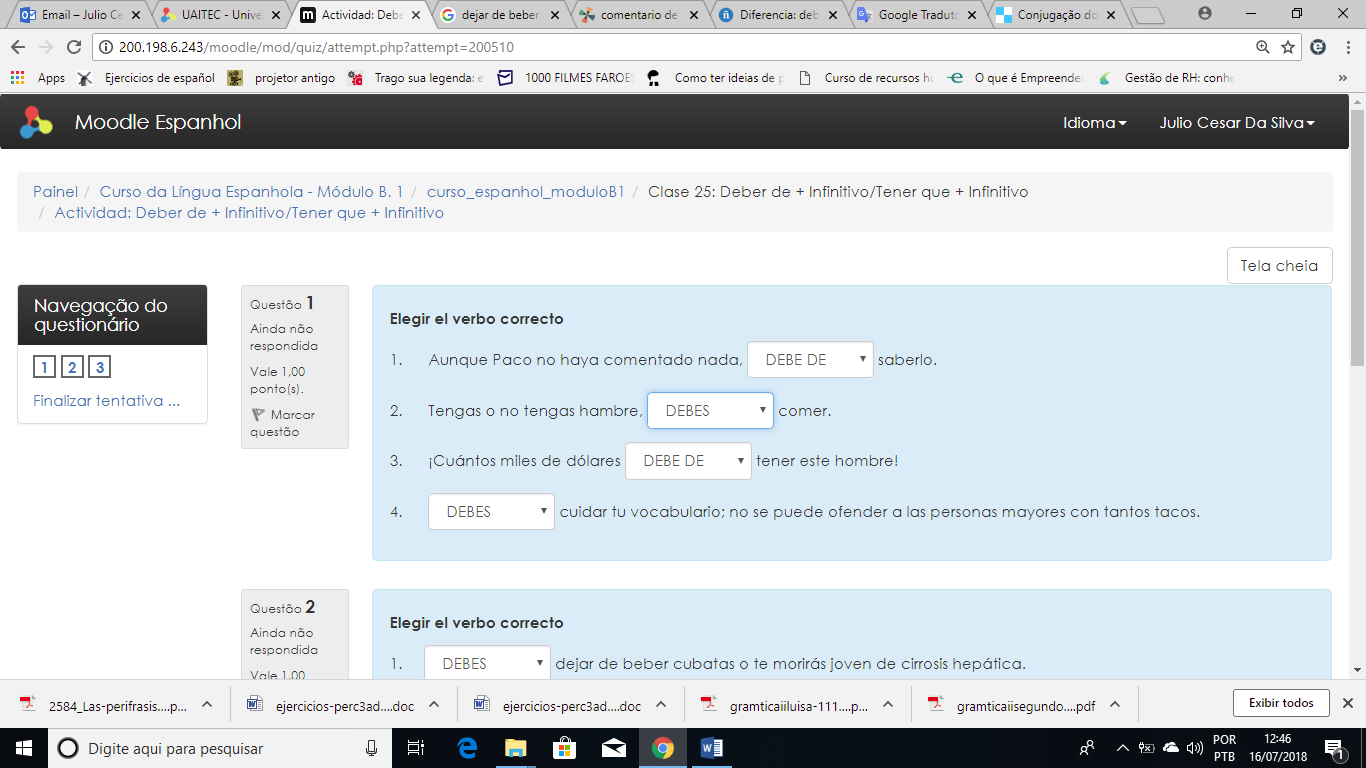 Email – Julio Ce
UAITEC - Unive
Actividad: Debe
dejar de beber
comentario de
Diferencia: deb
Google Traduto
Conjugação do
200.198.6.243/moodle/mod/quiz/attempt.php?attempt=200510
Apps
Ejercicios de español
projetor antigo
Trago sua legenda: e
1000 FILMES FAROES
Como ter ideias de p
Curso de recursos hu
O que é Empreende
Gestão de RH: conhe
»
Moodle Espanhol
Idioma
Julio Cesar Da Silva
Painel / Curso da Língua Espanhola - Módulo B. 1 / curso_espanhol_moduloB1 / Clase 25: Deber de + Infinitivo/Tener que + Infinitivo
/ Actividad: Deber de + Infinitivo/Tener que + Infinitivo
Tela cheia
Navegação do
questionário
1 2 3
Finalizar tentativa ...
Questão 1
Ainda não
respondida
Vale 1,00
ponto(s).
Marcar
questão
Elegir el verbo correcto
1. Aunque Paco no haya comentado nada, DEBE DE saberlo.
2. Tengas o no tengas hambre, DEBES comer.
3. ¡Cuántos miles de dólares DEBE DE tener este hombre!
4. DEBES cuidar tu vocabulario; no se puede ofender a las personas mayores con tantos tacos.
Questão 2
Ainda não
respondida
Vale 1,00
Elegir el verbo correcto
1. DEBES dejar de beber cubatas o te morirás joven de cirrosis hepática.
2584_Las-perifrasis....p...
ejercicios-perc3ad....doc
ejercicios-perc3ad....doc
gramticaiiluisa-111....p...
gramticaiisegundo....pdf
Exibir todos
Digite aqui para pesquisar
POR
PTB
12:46
16/07/2018
1